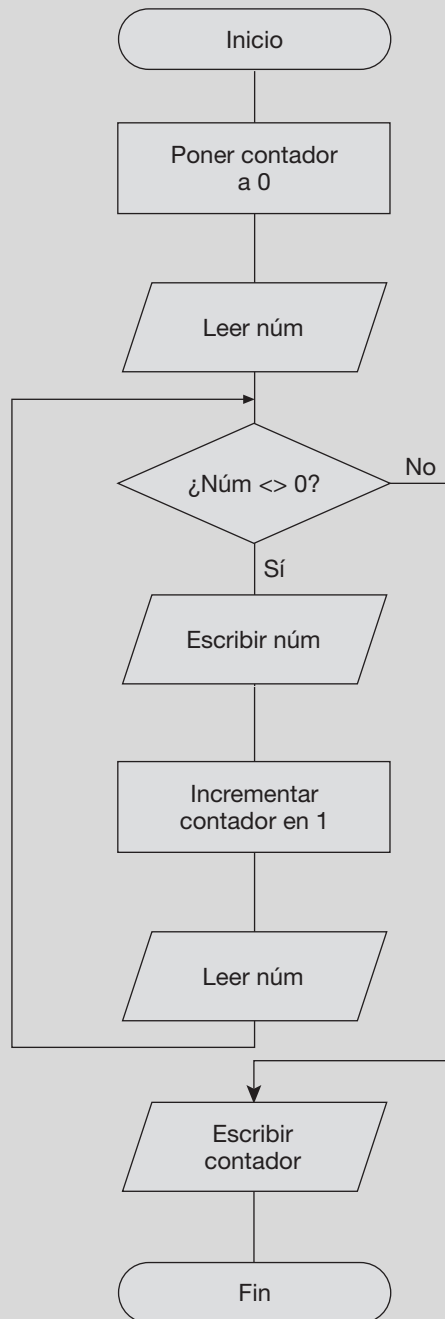 Inicio
Poner contador
a 0
Leer núm
¿Núm <> 0?
No
Sí
Escribir núm
Incrementar
contador en 1
Leer núm
Escribir
contador
Fin